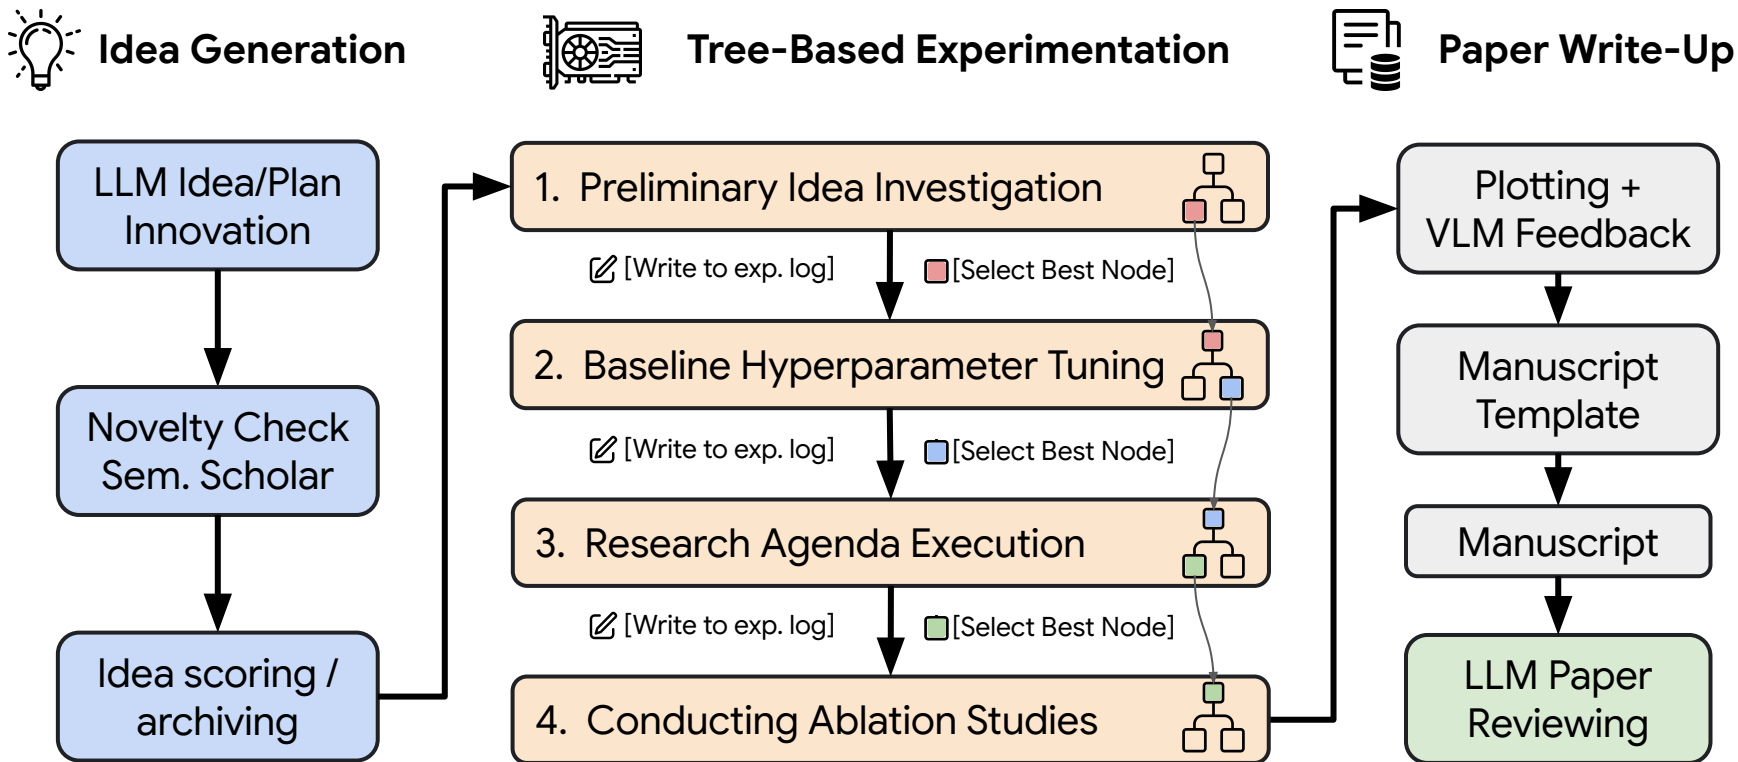 Idea Generation
LLM Idea/Plan
Innovation
Novelty Check
Sem. Scholar
Idea scoring /
archiving
Tree-Based Experimentation
1. Preliminary Idea Investigation
[Write to exp. log]
[Select Best Node]
2. Baseline Hyperparameter Tuning
[Write to exp. log]
[Select Best Node]
3. Research Agenda Execution
[Write to exp. log]
[Select Best Node]
4. Conducting Ablation Studies
Paper Write-Up
Plotting +
VLM Feedback
Manuscript
Template
Manuscript
LLM Paper
Reviewing